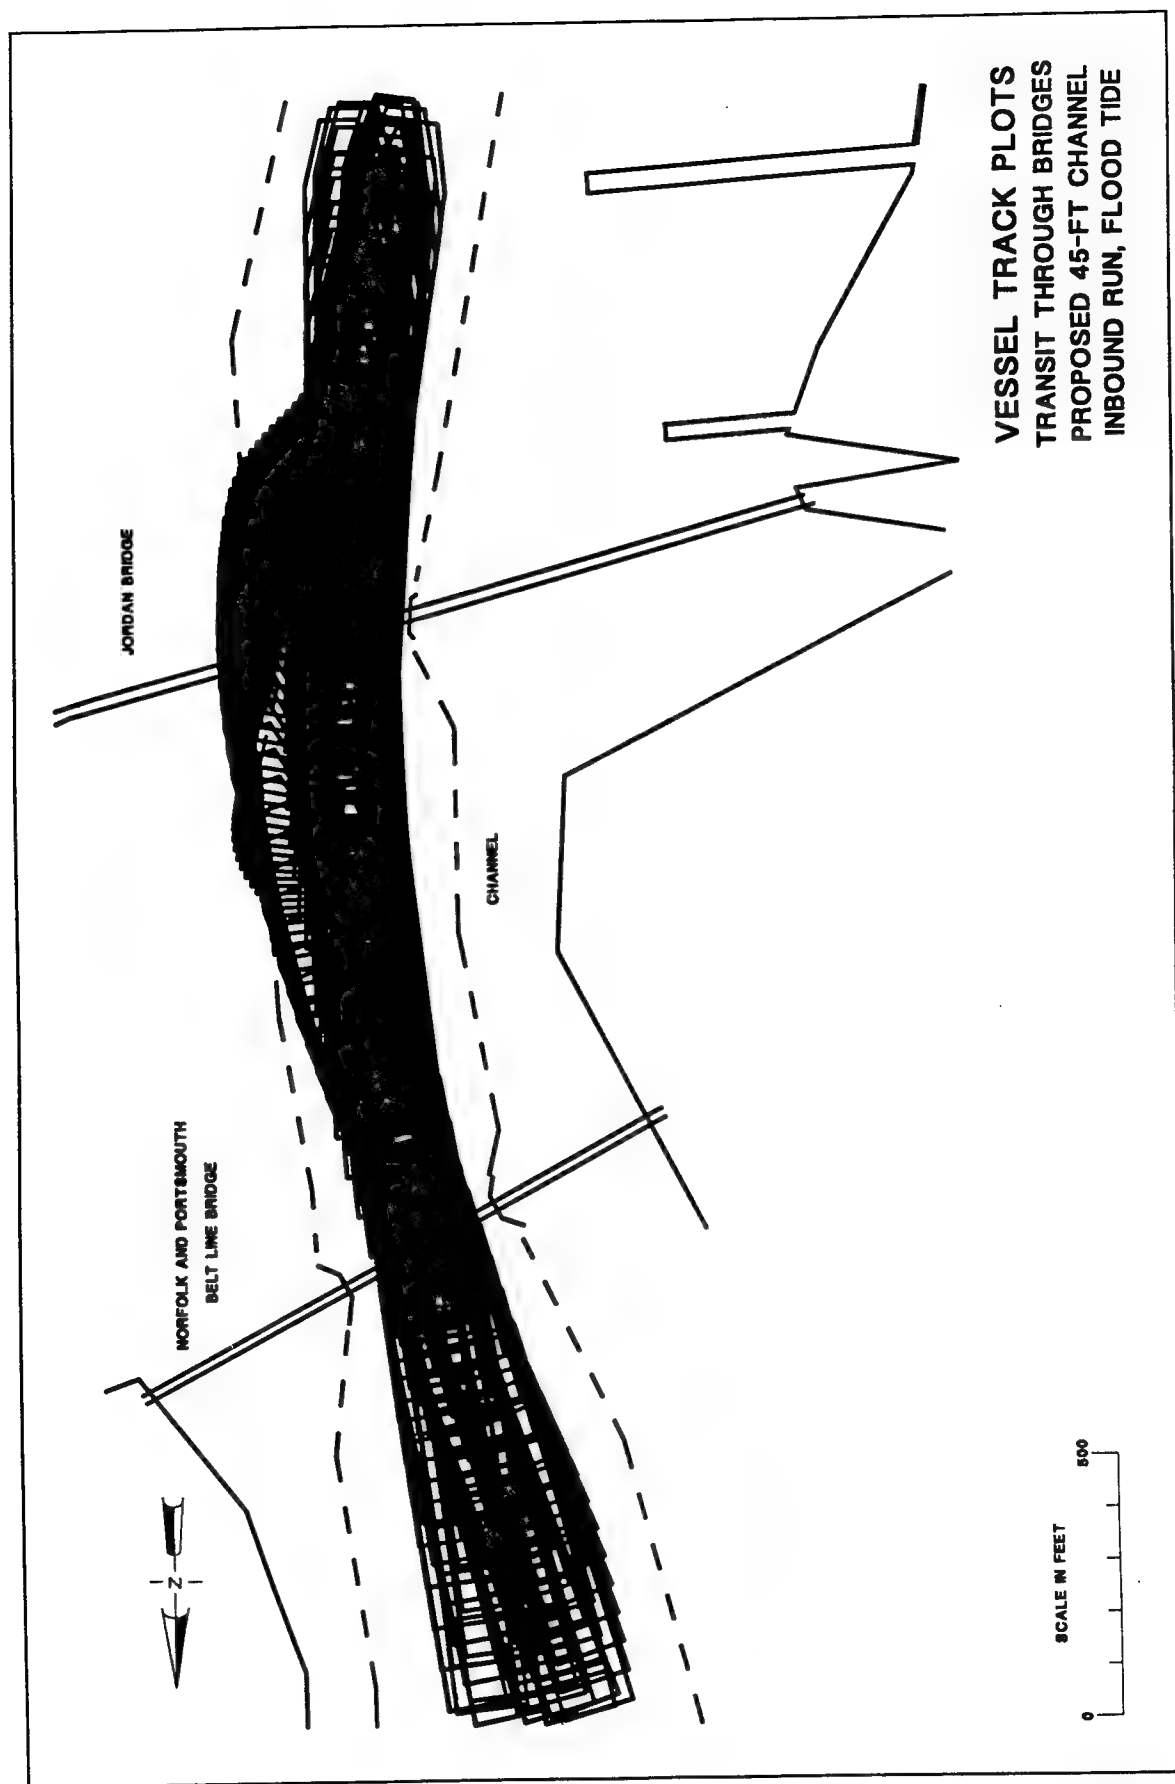 JORDAN BRIDGE
NORFOLK AND PORTSMOUTH
BELT LINE BRIDGE
CHANNEL
Z
SCALE IN FEET
0 500
VESSEL TRACK PLOTS
TRANSIT THROUGH BRIDGES
PROPOSED 45-FT CHANNEL
INBOUND RUN, FLOOD TIDE